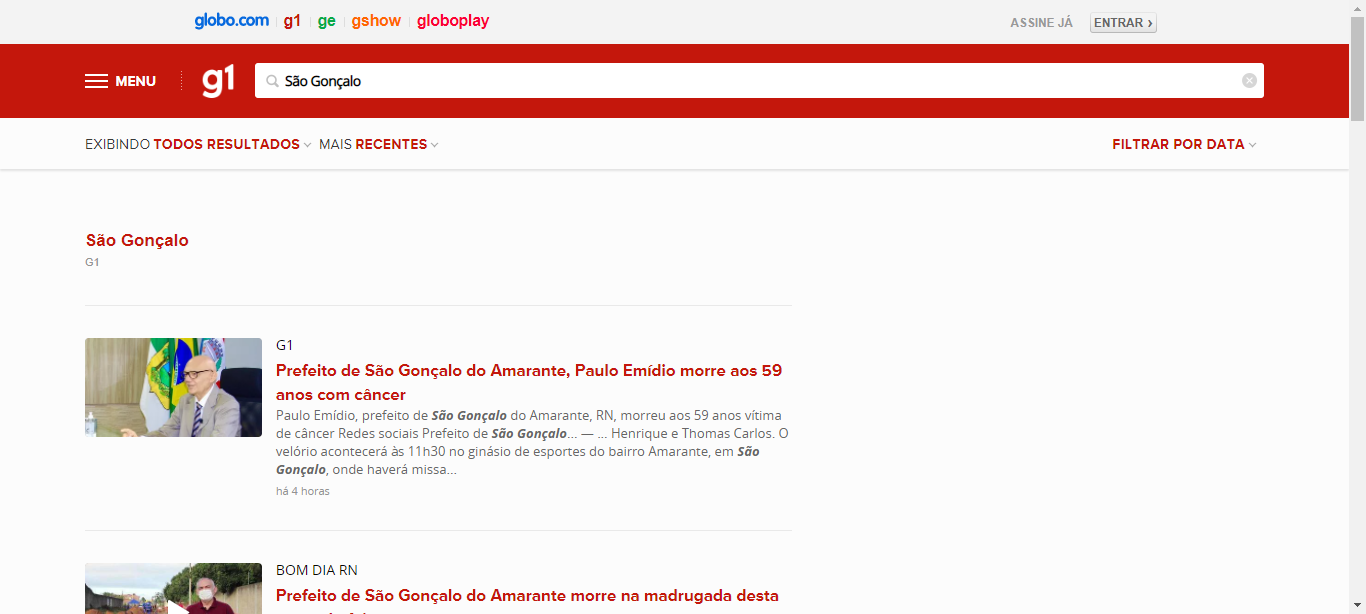 globo.com g1 ge gshow globoplay ASSINE JÁ ENTRAR ›
MENU g1 São Gonçalo
EXIBINDO TODOS RESULTADOS MAIS RECENTES FILTRAR POR DATA
São Gonçalo
G1
G1
Prefeito de São Gonçalo do Amarante, Paulo Emídio morre aos 59
anos com câncer
Paulo Emídio, prefeito de São Gonçalo do Amarante, RN, morreu aos 59 anos vítima
de câncer Redes sociais Prefeito de São Gonçalo... — ... Henrique e Thomas Carlos. O
velório acontecerá às 11h30 no ginásio de esportes do bairro Amarante, em São
Gonçalo, onde haverá missa...
há 4 horas
BOM DIA RN
Prefeito de São Gonçalo do Amarante morre na madrugada desta